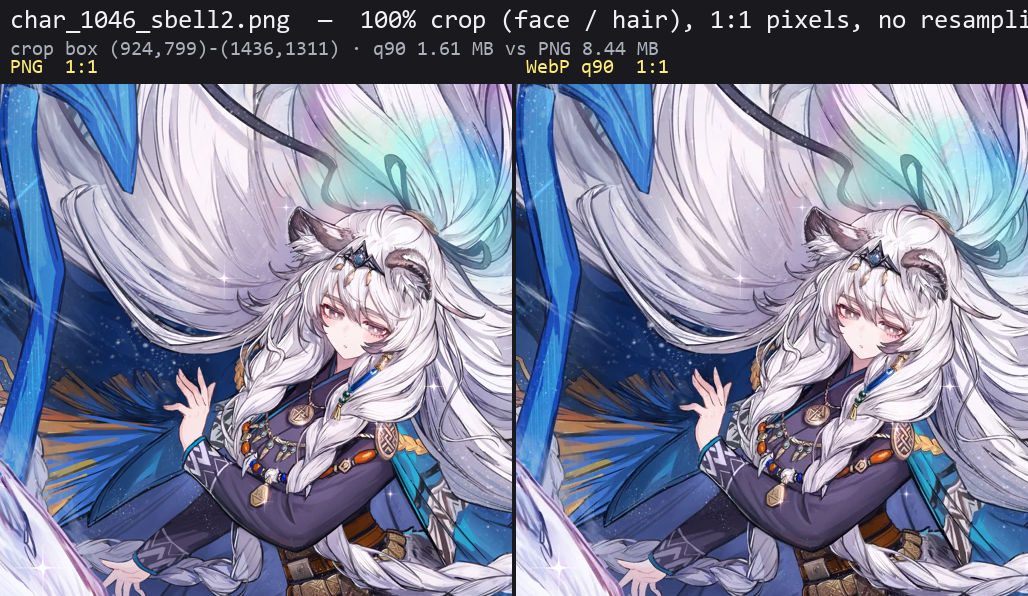 char_1046_sbell2.png — 100% crop (face / hair), 1:1 pixels, no resampli
crop box (924,799)-(1436,1311) · q90 1.61 MB vs PNG 8.44 MB
PNG 1:1
WebP q90 1:1